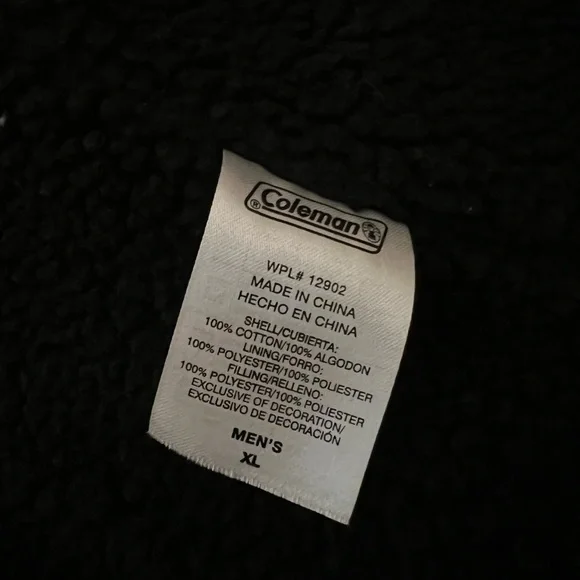 ® Coleman
WPL# 12902
MADE IN CHINA
HECHO EN CHINA
SHELL/CUBIERTA:
100% COTTON/100% ALGODON
LINING/FORRO:
100% POLYESTER/100% POLIESTER
FILLING/RELLENO:
100% POLYESTER/100% POLIESTER
EXCLUSIVE OF DECORATION/
EXCLUSIVO DE DECORACIÓN
MEN'S
XL